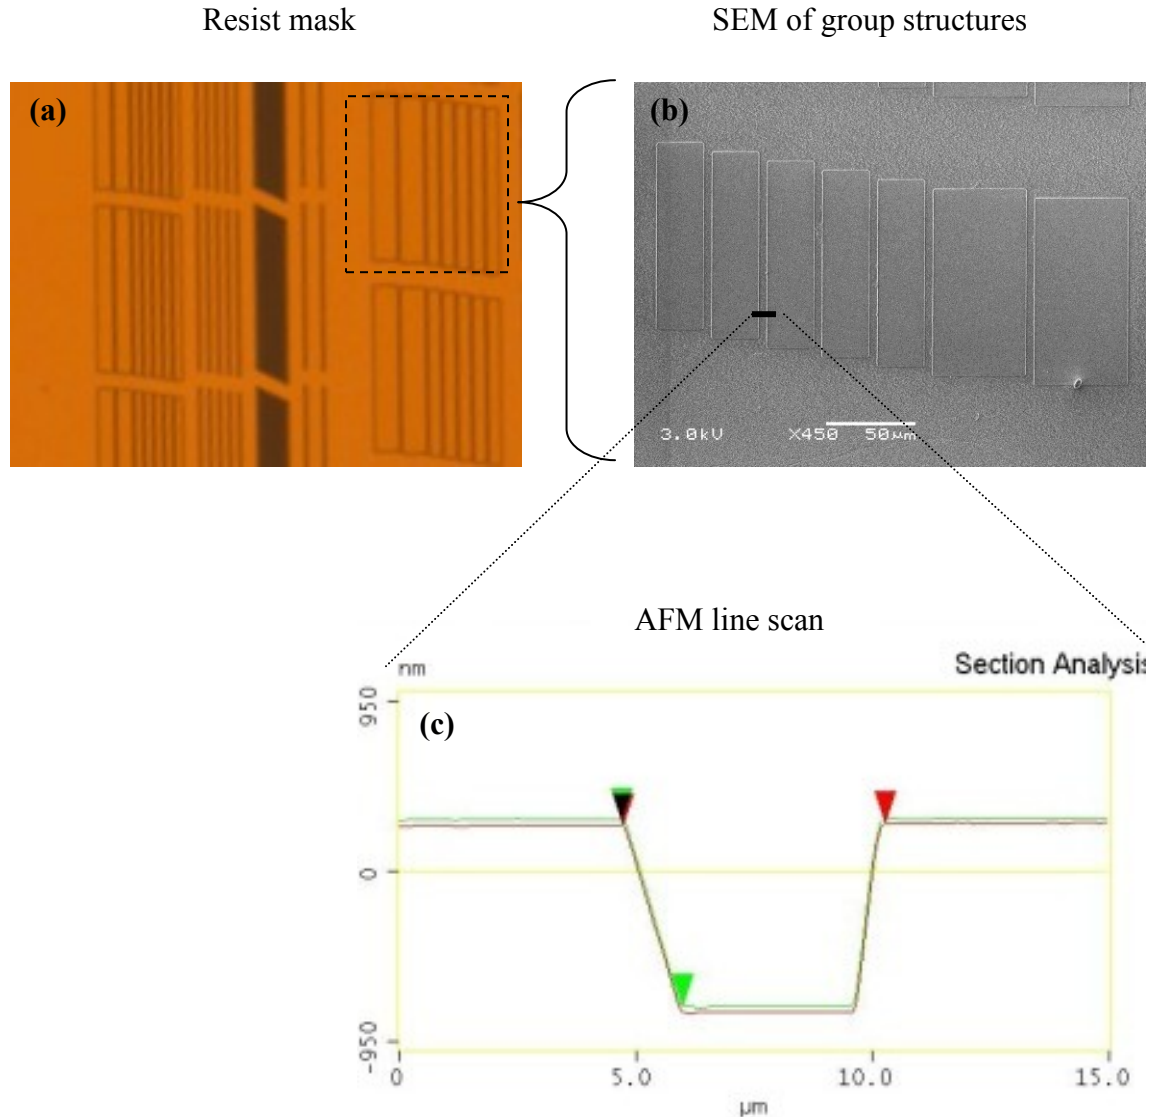 Resist mask
SEM of group structures
(a)
(b)
3.0kV X450 50µm
AFM line scan
nm
Section Analysis
950
(c)
0
-950
0 5.0 10.0 15.0
µm